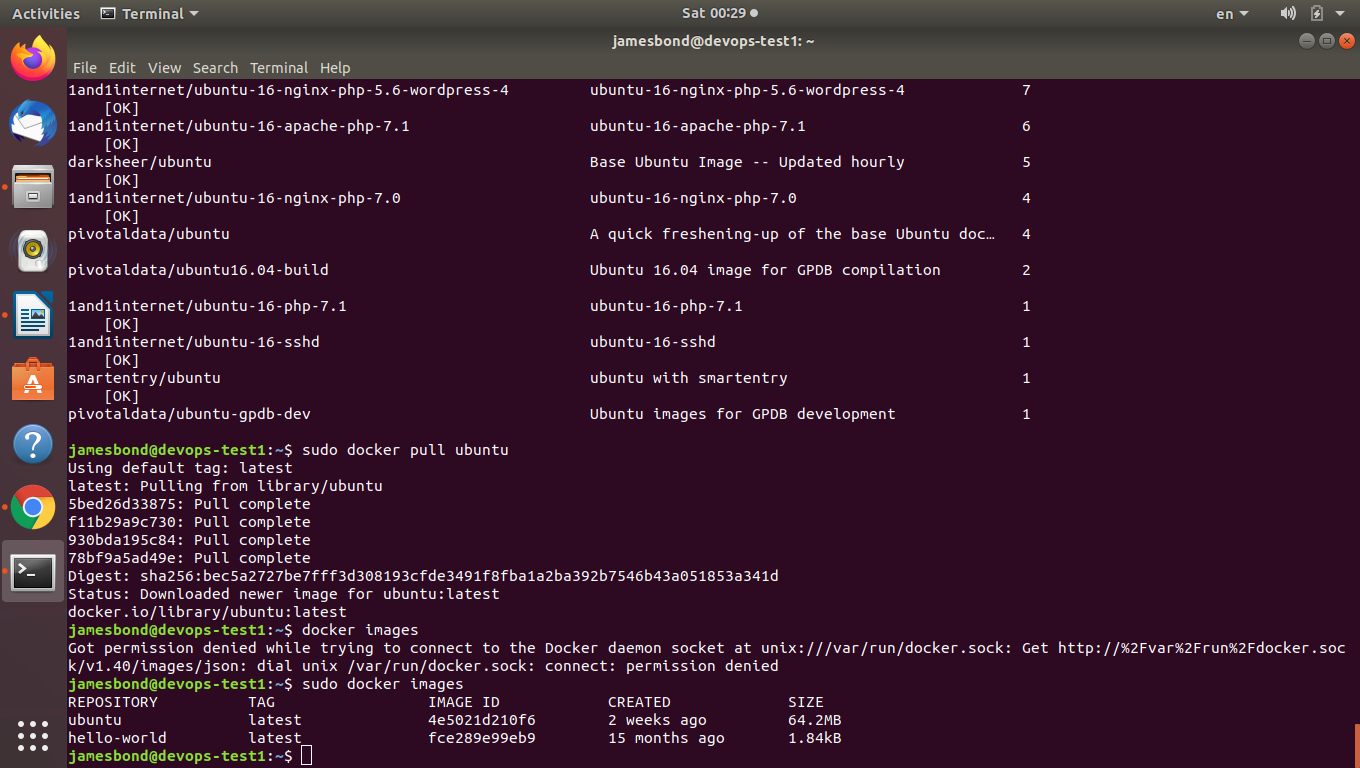 Activities Terminal Sat 00:29 en
jamesbond@devops-test1: ~
File Edit View Search Terminal Help
1and1internet/ubuntu-16-nginx-php-5.6-wordpress-4 ubuntu-16-nginx-php-5.6-wordpress-4 7
[OK]
1and1internet/ubuntu-16-apache-php-7.1 ubuntu-16-apache-php-7.1 6
[OK]
darksheer/ubuntu Base Ubuntu Image -- Updated hourly 5
[OK]
1and1internet/ubuntu-16-nginx-php-7.0 ubuntu-16-nginx-php-7.0 4
[OK]
pivotaldata/ubuntu A quick freshening-up of the base Ubuntu doc… 4
pivotaldata/ubuntu16.04-build Ubuntu 16.04 image for GPDB compilation 2
1and1internet/ubuntu-16-php-7.1 ubuntu-16-php-7.1 1
[OK]
1and1internet/ubuntu-16-sshd ubuntu-16-sshd 1
[OK]
smartentry/ubuntu ubuntu with smartentry 1
[OK]
pivotaldata/ubuntu-gpdb-dev Ubuntu images for GPDB development 1
jamesbond@devops-test1:~$ sudo docker pull ubuntu
Using default tag: latest
latest: Pulling from library/ubuntu
5bed26d33875: Pull complete
f11b29a9c730: Pull complete
930bda195c84: Pull complete
78bf9a5ad49e: Pull complete
Digest: sha256:bec5a2727be7fff3d308193cfde3491f8fba1a2ba392b7546b43a051853a341d
Status: Downloaded newer image for ubuntu:latest
docker.io/library/ubuntu:latest
jamesbond@devops-test1:~$ docker images
Got permission denied while trying to connect to the Docker daemon socket at unix:///var/run/docker.sock: Get http://%2Fvar%2Frun%2Fdocker.soc
k/v1.40/images/json: dial unix /var/run/docker.sock: connect: permission denied
jamesbond@devops-test1:~$ sudo docker images
REPOSITORY TAG IMAGE ID CREATED SIZE
ubuntu latest 4e5021d210f6 2 weeks ago 64.2MB
hello-world latest fce289e99eb9 15 months ago 1.84kB
jamesbond@devops-test1:~$